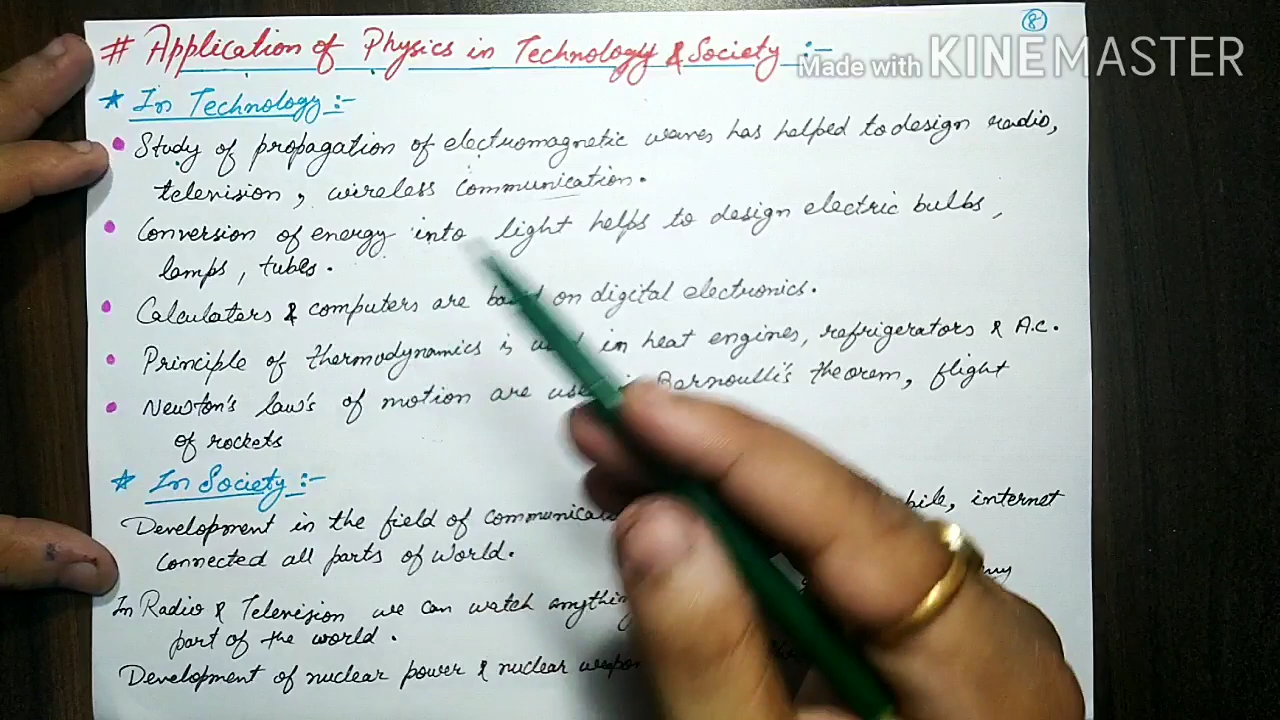 8
# Application of Physics in Technology & Society :-
Made with KINEMASTER
* In Technology :-
• Study of propagation of electromagnetic waves has helped to design radio,
television, wireless communication.
• Conversion of energy into light helps to design electric bulbs,
lamps, tubes.
• Calculaters & computers are on digital electronics.
• Principle of thermodynamics is in heat engines, refrigerators & A.C.
• Newton's law's of motion are Bernoulli's theorem, flight
of rockets
* In Society :-
Development in the field of internet
connected all parts of world.
In Radio & Television we can watch
part of the world.
Development of nuclear power & nuclear